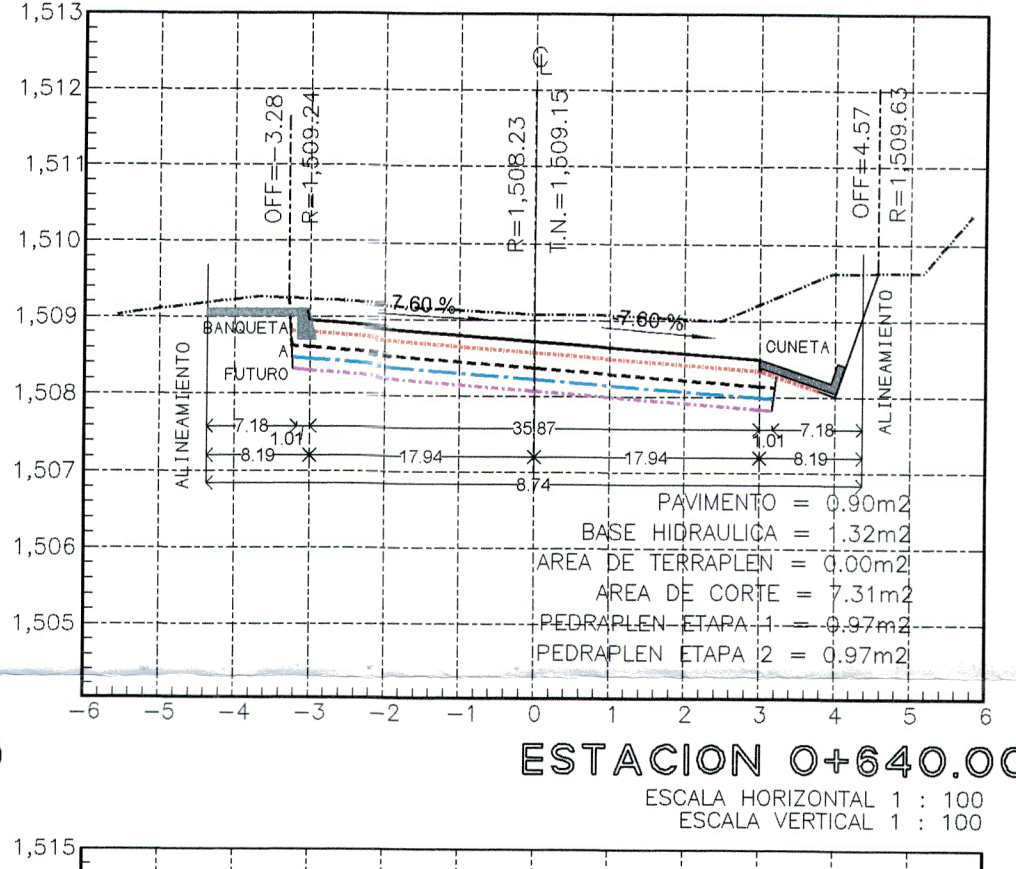 1,513
1,512
1,511
1,510
1,509
1,508
1,507
1,506
1,505
OFF=-3.28
R=1,509.24
R=1,508.23
T.N.=1,509.15
OFF=4.57
R=1,509.63
-7.60 %
-7.60 %
BANQUETA
A
FUTURO
CUNETA
ALINEAMIENTO
ALINEAMIENTO
7.18
1.01
35.87
1.01
7.18
8.19
17.94
17.94
8.19
8.74
PAVIMENTO = 0.90m2
BASE HIDRAULICA = 1.32m2
AREA DE TERRAPLEN = 0.00m2
AREA DE CORTE = 7.31m2
PEDRAPLEN ETAPA 1 = 0.97m2
PEDRAPLEN ETAPA 2 = 0.97m2
-6 -5 -4 -3 -2 -1 0 1 2 3 4 5 6
ESTACION 0+640.00
ESCALA HORIZONTAL 1 : 100
ESCALA VERTICAL 1 : 100
1,515